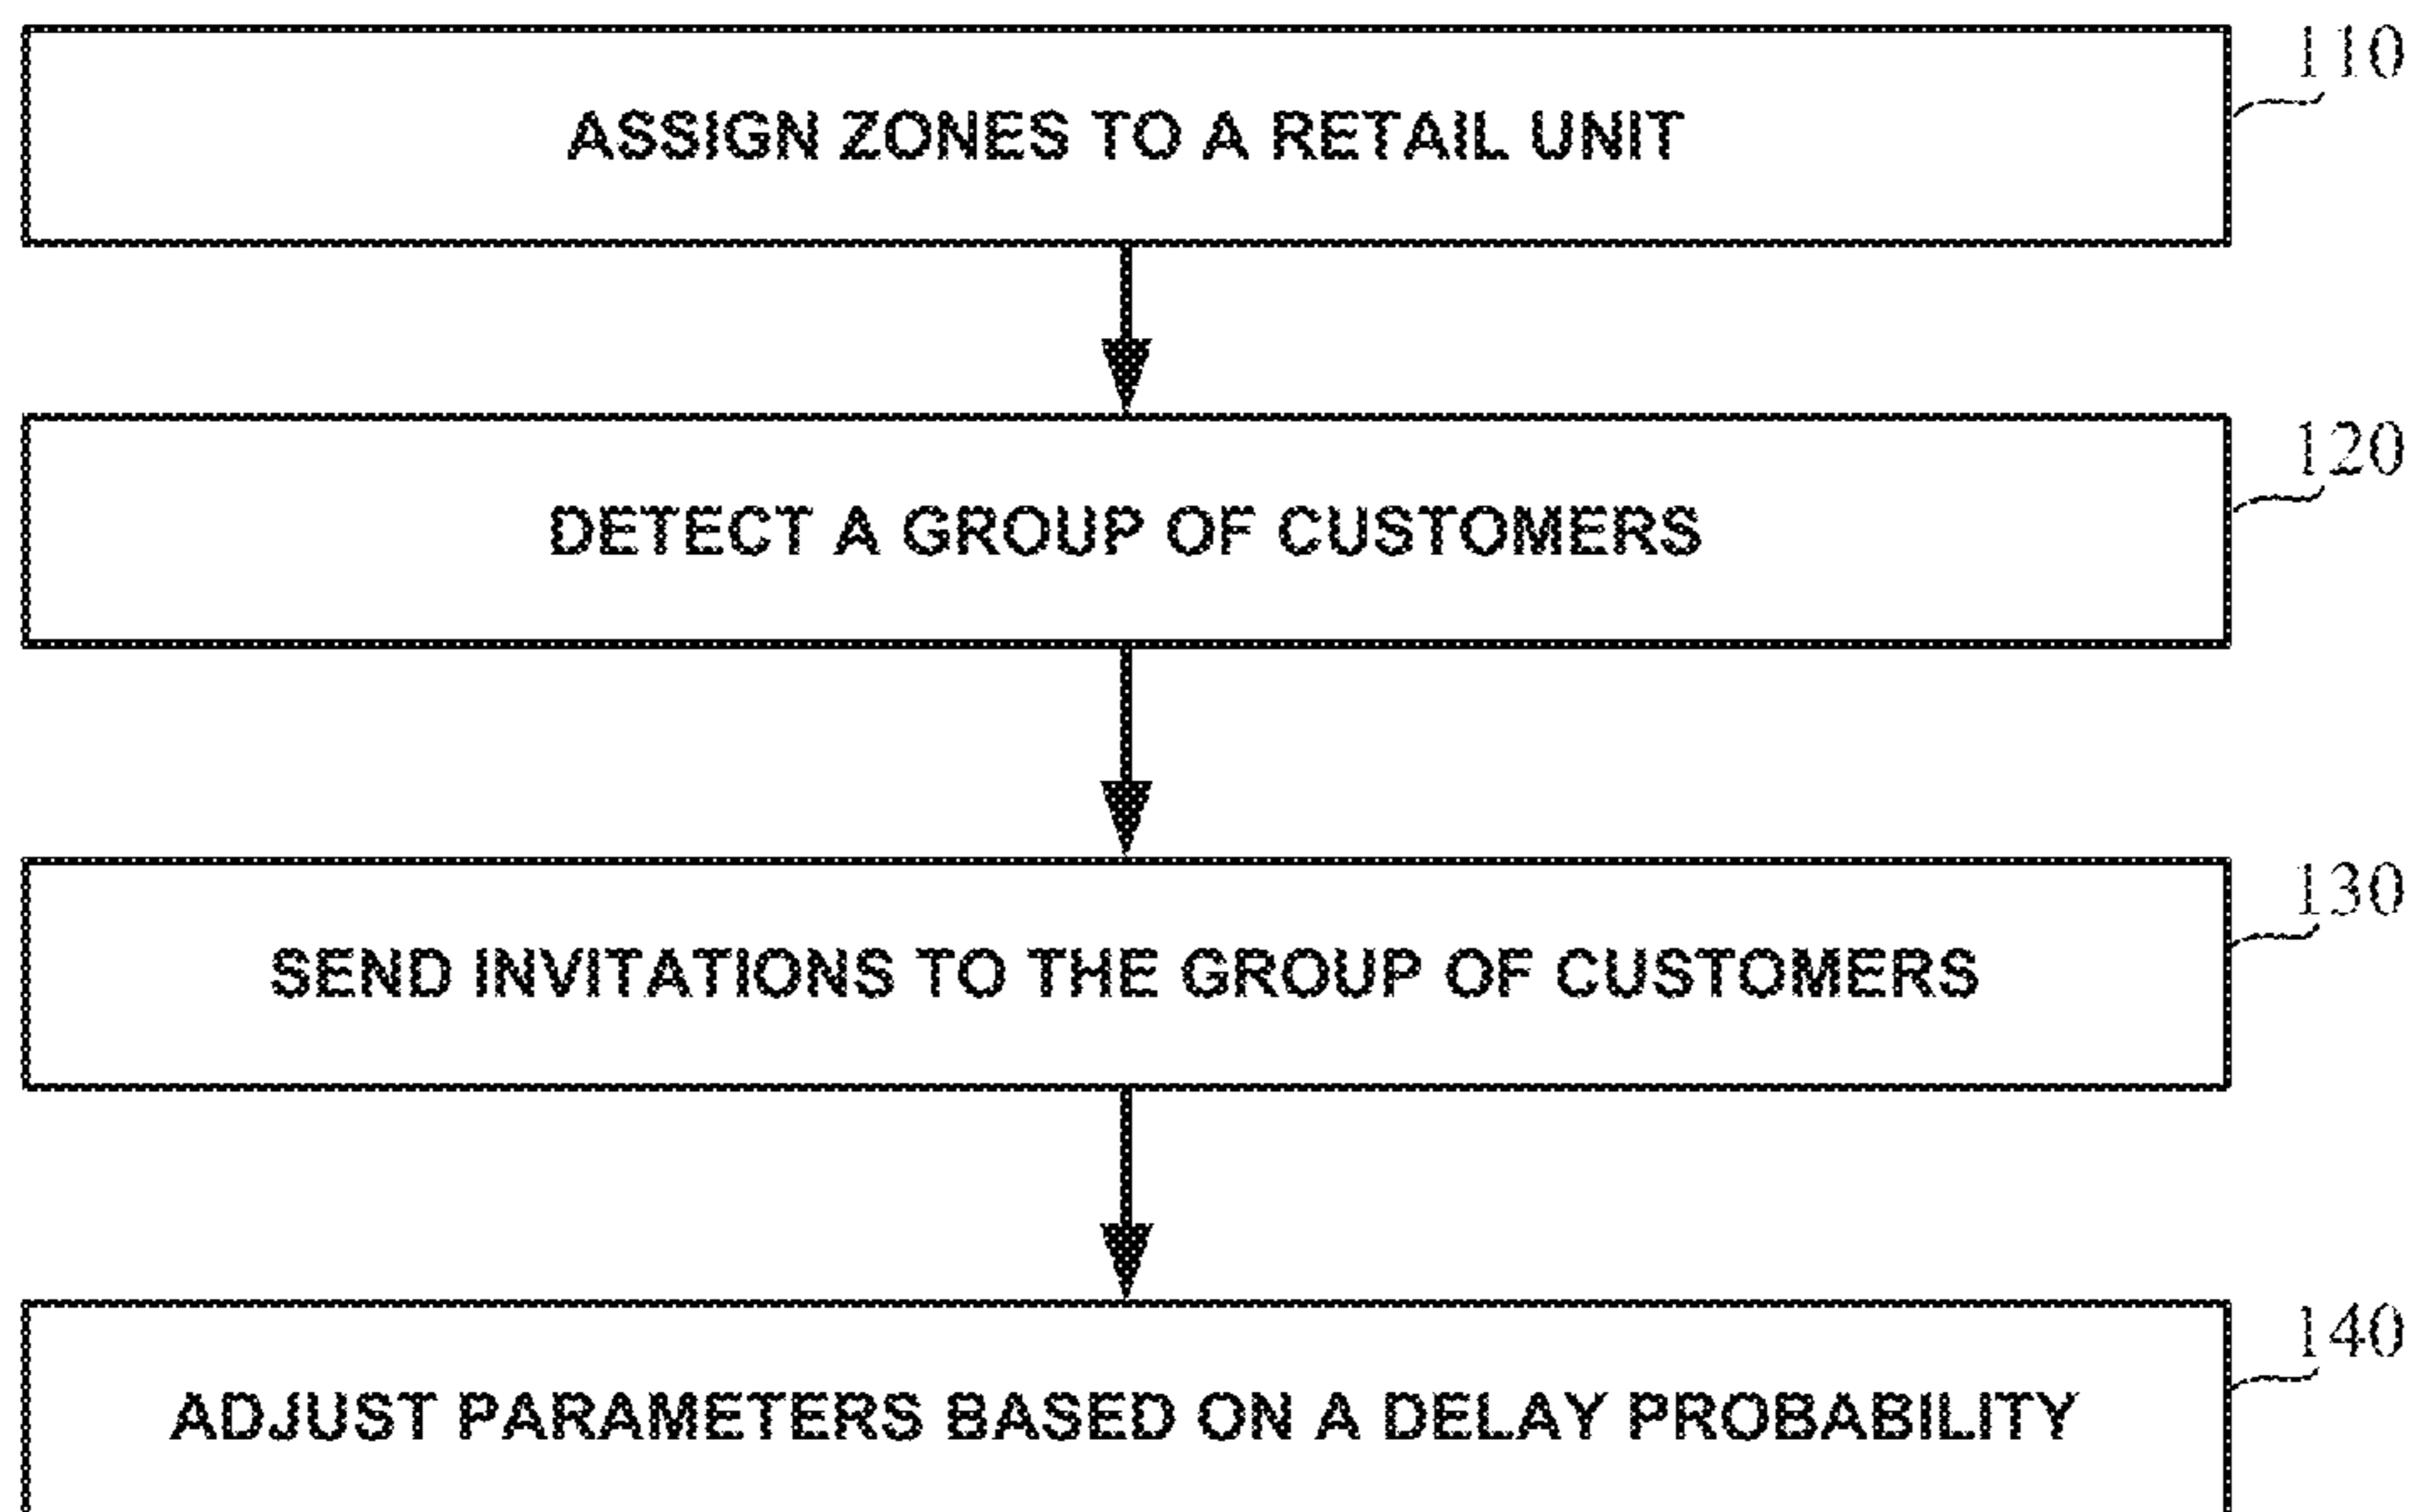 110
ASSIGN ZONES TO A RETAIL UNIT
120
DETECT A GROUP OF CUSTOMERS
130
SEND INVITATIONS TO THE GROUP OF CUSTOMERS
140
ADJUST PARAMETERS BASED ON A DELAY PROBABILITY